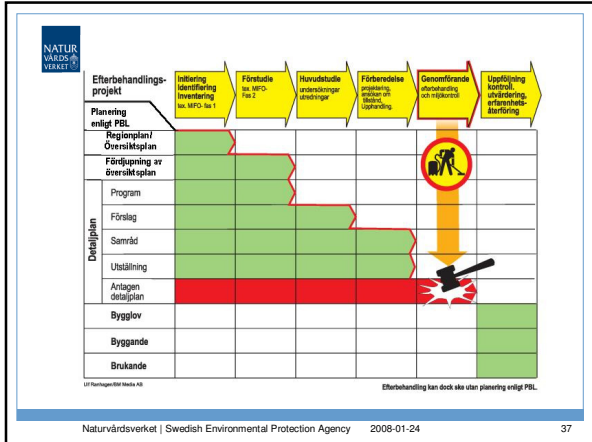 NATUR
VÅRDS
VERKET
Efterbehandlings-
projekt
Initiering
Identifiering
Inventering
tex. MIFO- fas 1
Förstudie
tex. MIFO-
Fas 2
Huvudstudie
undersökningar
utredningar
Förberedelse
projektering,
ansökan om
tillstånd,
Upphandling.
Genomförande
efterbehandling
och miljökontroll
Uppföljning
kontroll.
utvärdering,
erfarenhets-
återföring
Planering
enligt PBL
Regionplan/
Översiktsplan
Fördjupning av
översiktsplan
Detaljplan
Program
Förslag
Samråd
Utställning
Antagen
detaljplan
Bygglov
Byggande
Brukande
Ulf Ranhagen/BM Media AB
Efterbehandling kan dock ske utan planering enligt PBL.
Naturvårdsverket | Swedish Environmental Protection Agency 2008-01-24 37